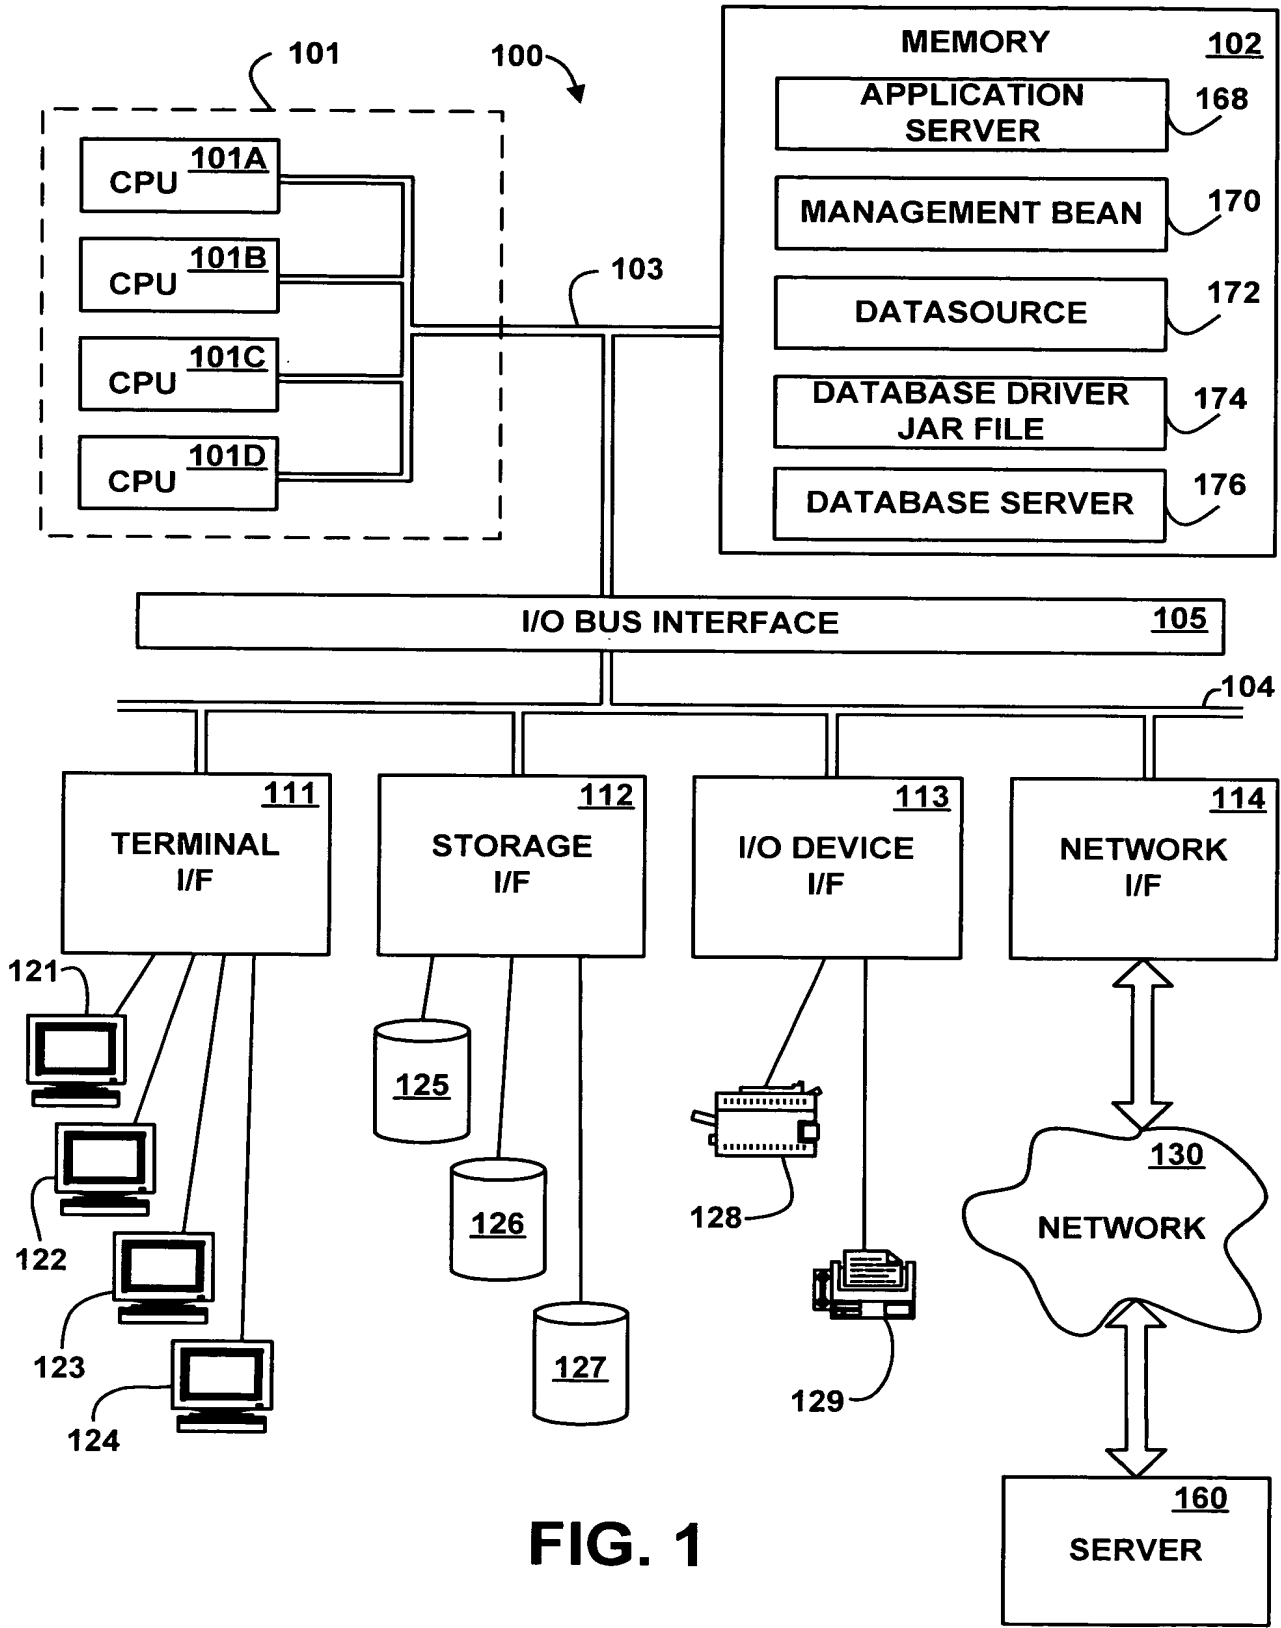 101
100
MEMORY 102
APPLICATION
SERVER
168
MANAGEMENT BEAN
170
DATASOURCE
172
DATABASE DRIVER
JAR FILE
174
DATABASE SERVER
176
CPU 101A
CPU 101B
CPU 101C
CPU 101D
103
I/O BUS INTERFACE 105
104
111
TERMINAL
I/F
112
STORAGE
I/F
113
I/O DEVICE
I/F
114
NETWORK
I/F
121
122
123
124
125
126
127
128
129
130
NETWORK
160
SERVER
FIG. 1